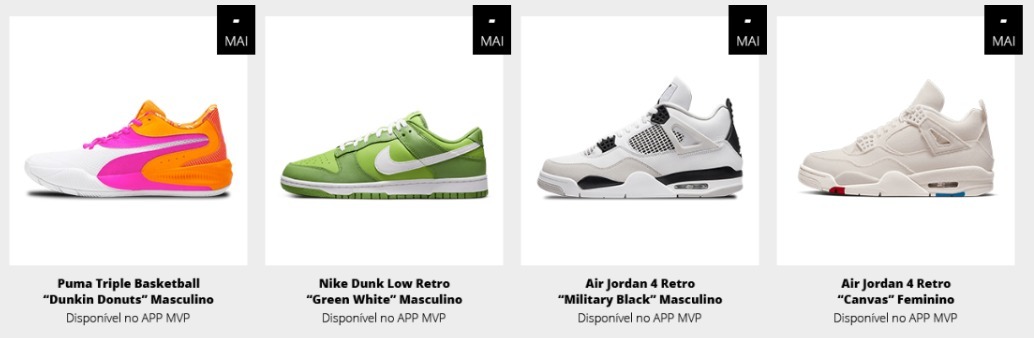 -
MAI
Puma Triple Basketball
“Dunkin Donuts” Masculino
Disponível no APP MVP
-
MAI
Nike Dunk Low Retro
“Green White” Masculino
Disponível no APP MVP
-
MAI
Air Jordan 4 Retro
“Military Black” Masculino
Disponível no APP MVP
-
MAI
Air Jordan 4 Retro
“Canvas” Feminino
Disponível no APP MVP